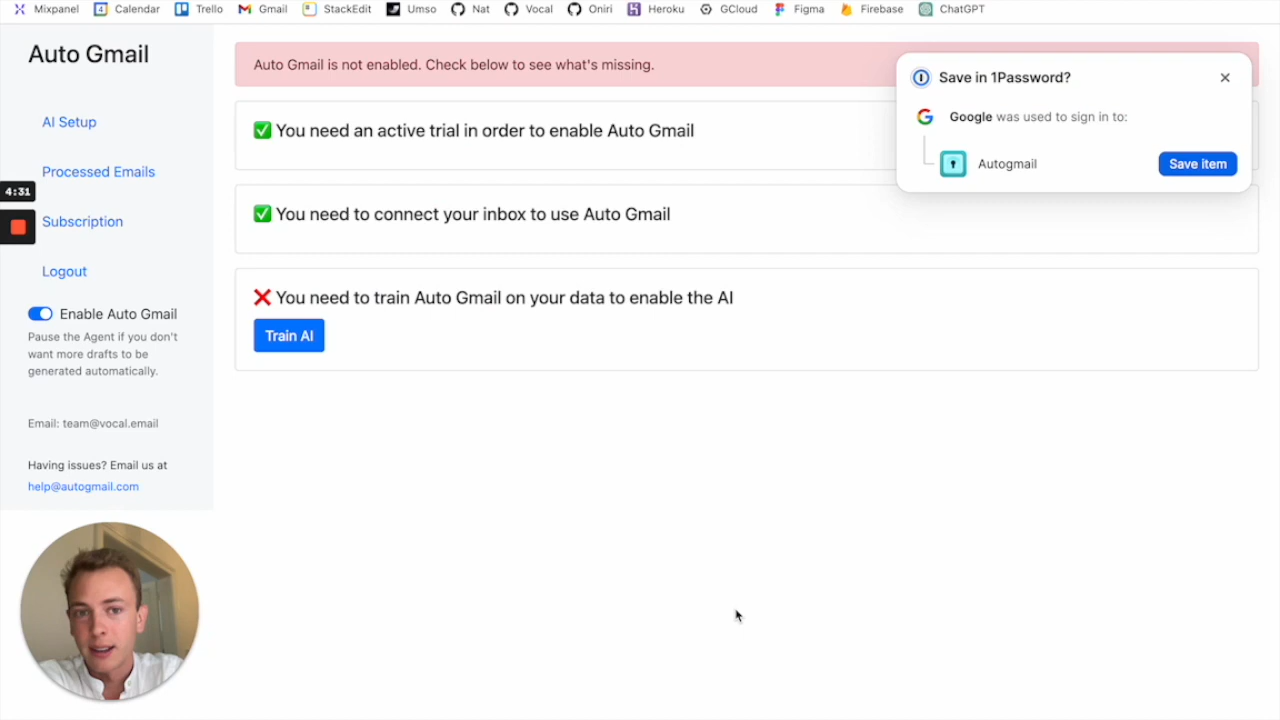 Mixpanel 4 Calendar Trello Gmail StackEdit Umso Nat Vocal Oniri Heroku GCloud Figma Firebase ChatGPT
Auto Gmail
AI Setup
Processed Emails
4:31
Subscription
Logout
Enable Auto Gmail
Pause the Agent if you don't
want more drafts to be
generated automatically.
Email: team@vocal.email
Having issues? Email us at
help@autogmail.com
Auto Gmail is not enabled. Check below to see what's missing.
You need an active trial in order to enable Auto Gmail
You need to connect your inbox to use Auto Gmail
You need to train Auto Gmail on your data to enable the AI
Train AI
Save in 1Password?
Google was used to sign in to:
Autogmail
Save item